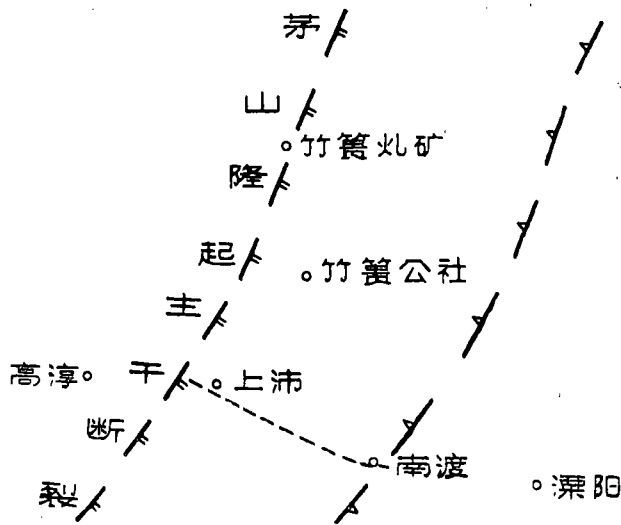 茅山隆起主干断裂
竹箦灺矿
竹箦公社
高淳
上沛
南渡
溧阳